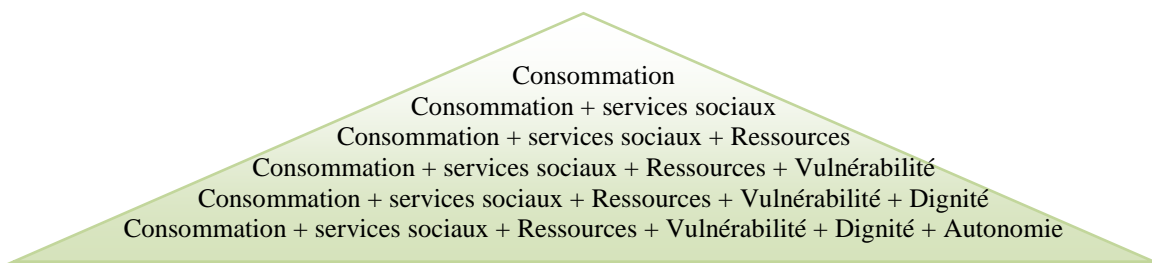 Consommation
Consommation + services sociaux
Consommation + services sociaux + Ressources
Consommation + services sociaux + Ressources + Vulnérabilité
Consommation + services sociaux + Ressources + Vulnérabilité + Dignité
Consommation + services sociaux + Ressources + Vulnérabilité + Dignité + Autonomie